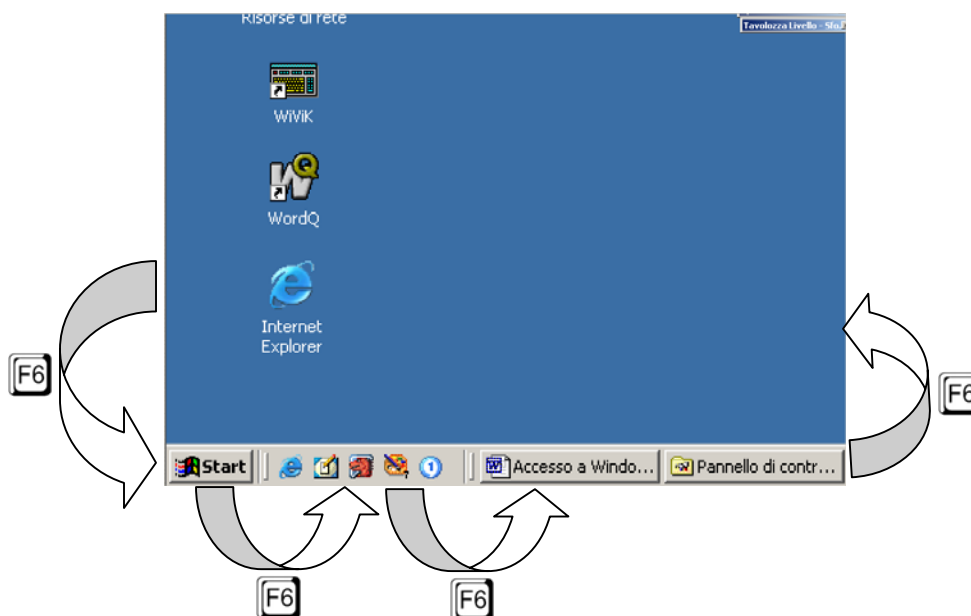 Risorse di rete
Tavolozza Livello - Sfo
WiViK
WordQ
Internet
Explorer
F6
F6
Start
Accesso a Windo...
Pannello di contr...
F6
F6